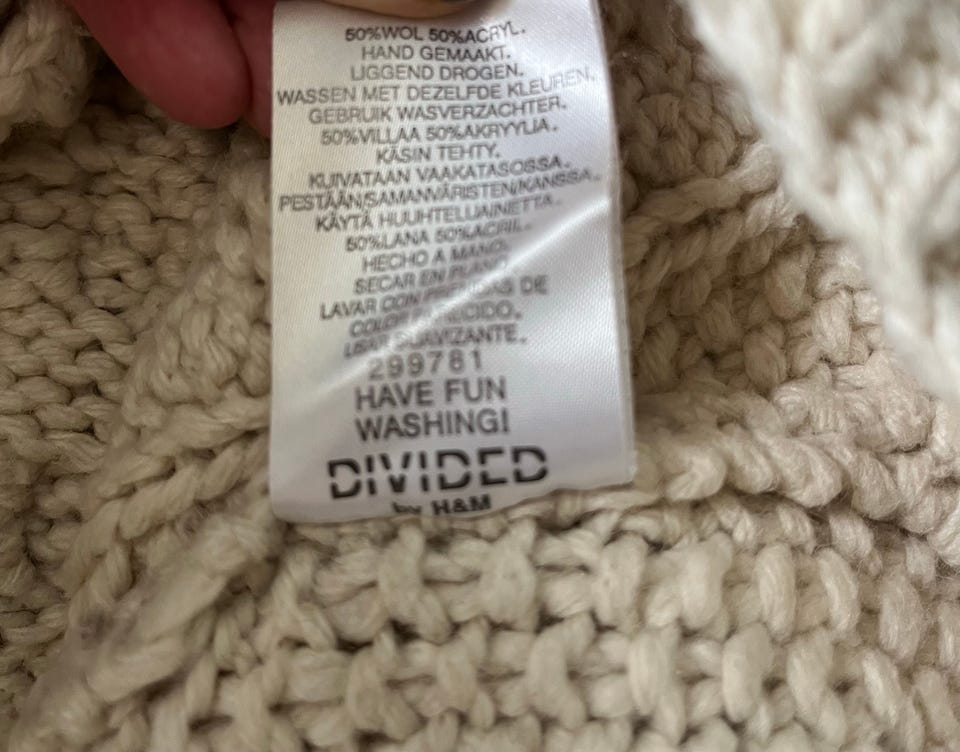 50%WOL 50%ACRYL.
HAND GEMAAKT.
LIGGEND DROGEN.
WASSEN MET DEZELFDE KLEUREN.
GEBRUIK WASVERZACHTER.
50%VILLAA 50%AKRYYLIA.
KÄSIN TEHTY.
KUIVATAAN VAAKATASOSSA.
PESTÄÄN/SAMANVÄRISTEN/KANSSA.
KÄYTÄ HUUHTELUAINETTA.
50%LANA 50%ACRIL.
HECHO A MANO.
SECAR EN PLANO
LAVAR CON PRENDAS DE
COLOR PARECIDO.
USAR SUAVIZANTE.
299781
HAVE FUN
WASHING!
DIVIDED
by H&M